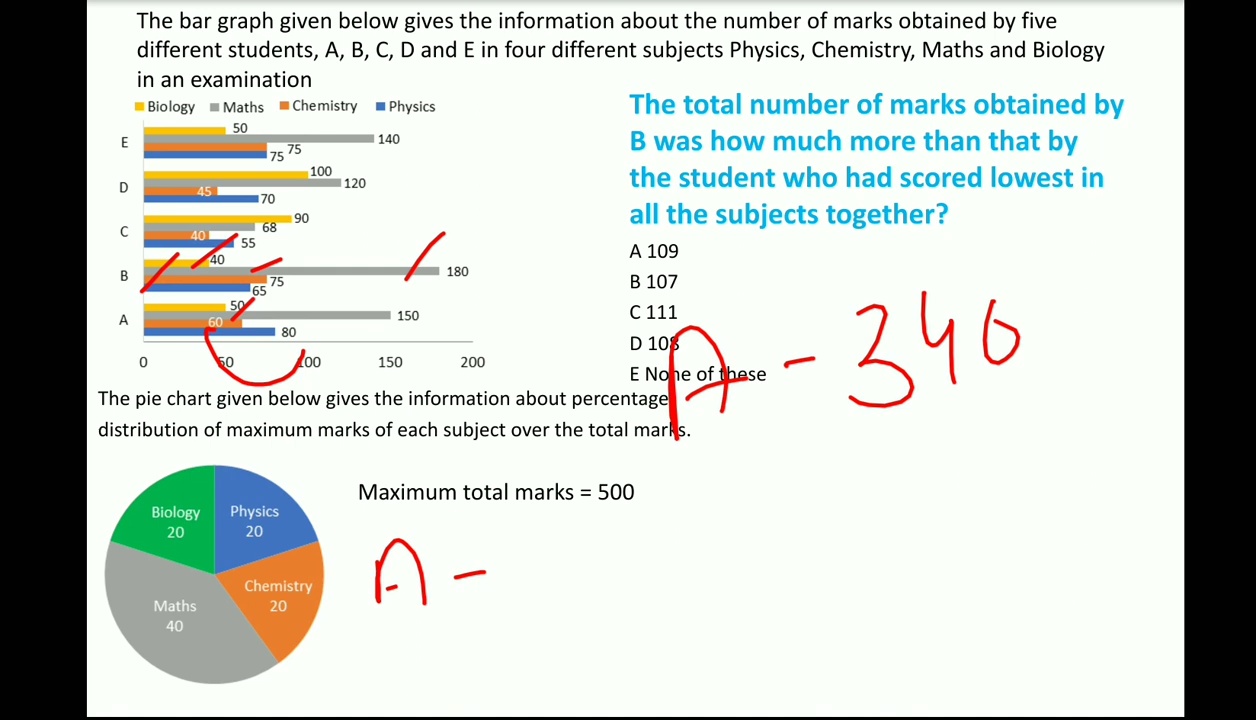 The bar graph given below gives the information about the number of marks obtained by five
different students, A, B, C, D and E in four different subjects Physics, Chemistry, Maths and Biology
in an examination
Biology Maths Chemistry Physics
E 50 140 75 75
D 100 120 45 70
C 90 68 40 55
B 40 180 75 65
A 50 150 60 80
0 50 100 150 200
The total number of marks obtained by
B was how much more than that by
the student who had scored lowest in
all the subjects together?
A 109
B 107
C 111
D 108
E None of these
A - 340
The pie chart given below gives the information about percentage
distribution of maximum marks of each subject over the total marks.
Maximum total marks = 500
Biology
20
Physics
20
Chemistry
20
Maths
40
A -